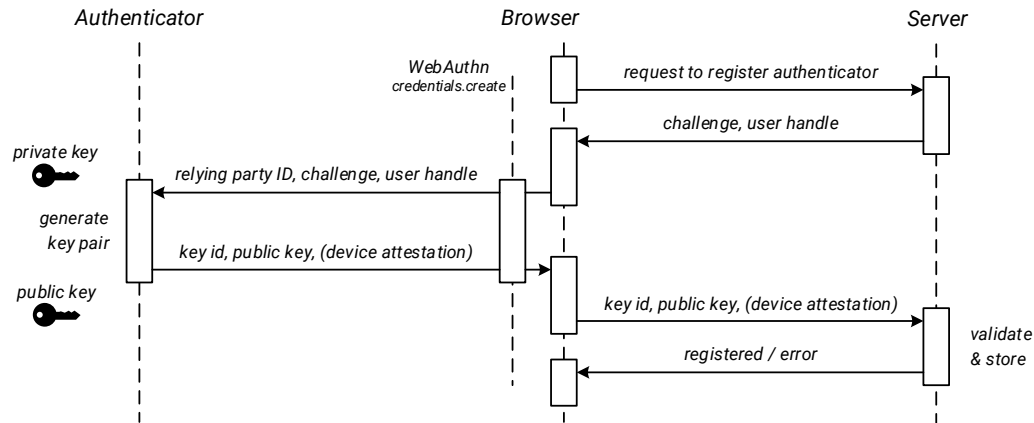 Authenticator
Browser
Server
WebAuthn
credentials.create
request to register authenticator
challenge, user handle
private key
relying party ID, challenge, user handle
generate
key pair
key id, public key, (device attestation)
public key
key id, public key, (device attestation)
validate
& store
registered / error